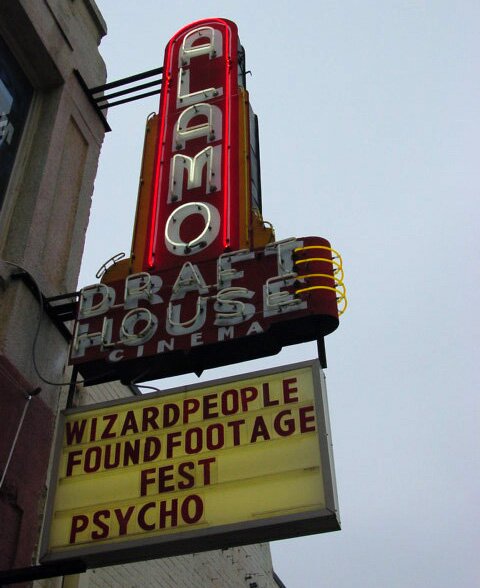 ALAMO
DRAFT
HOUSE
CINEMA
WIZARDPEOPLE
FOUNDFOOTAGE
FEST
PSYCHO